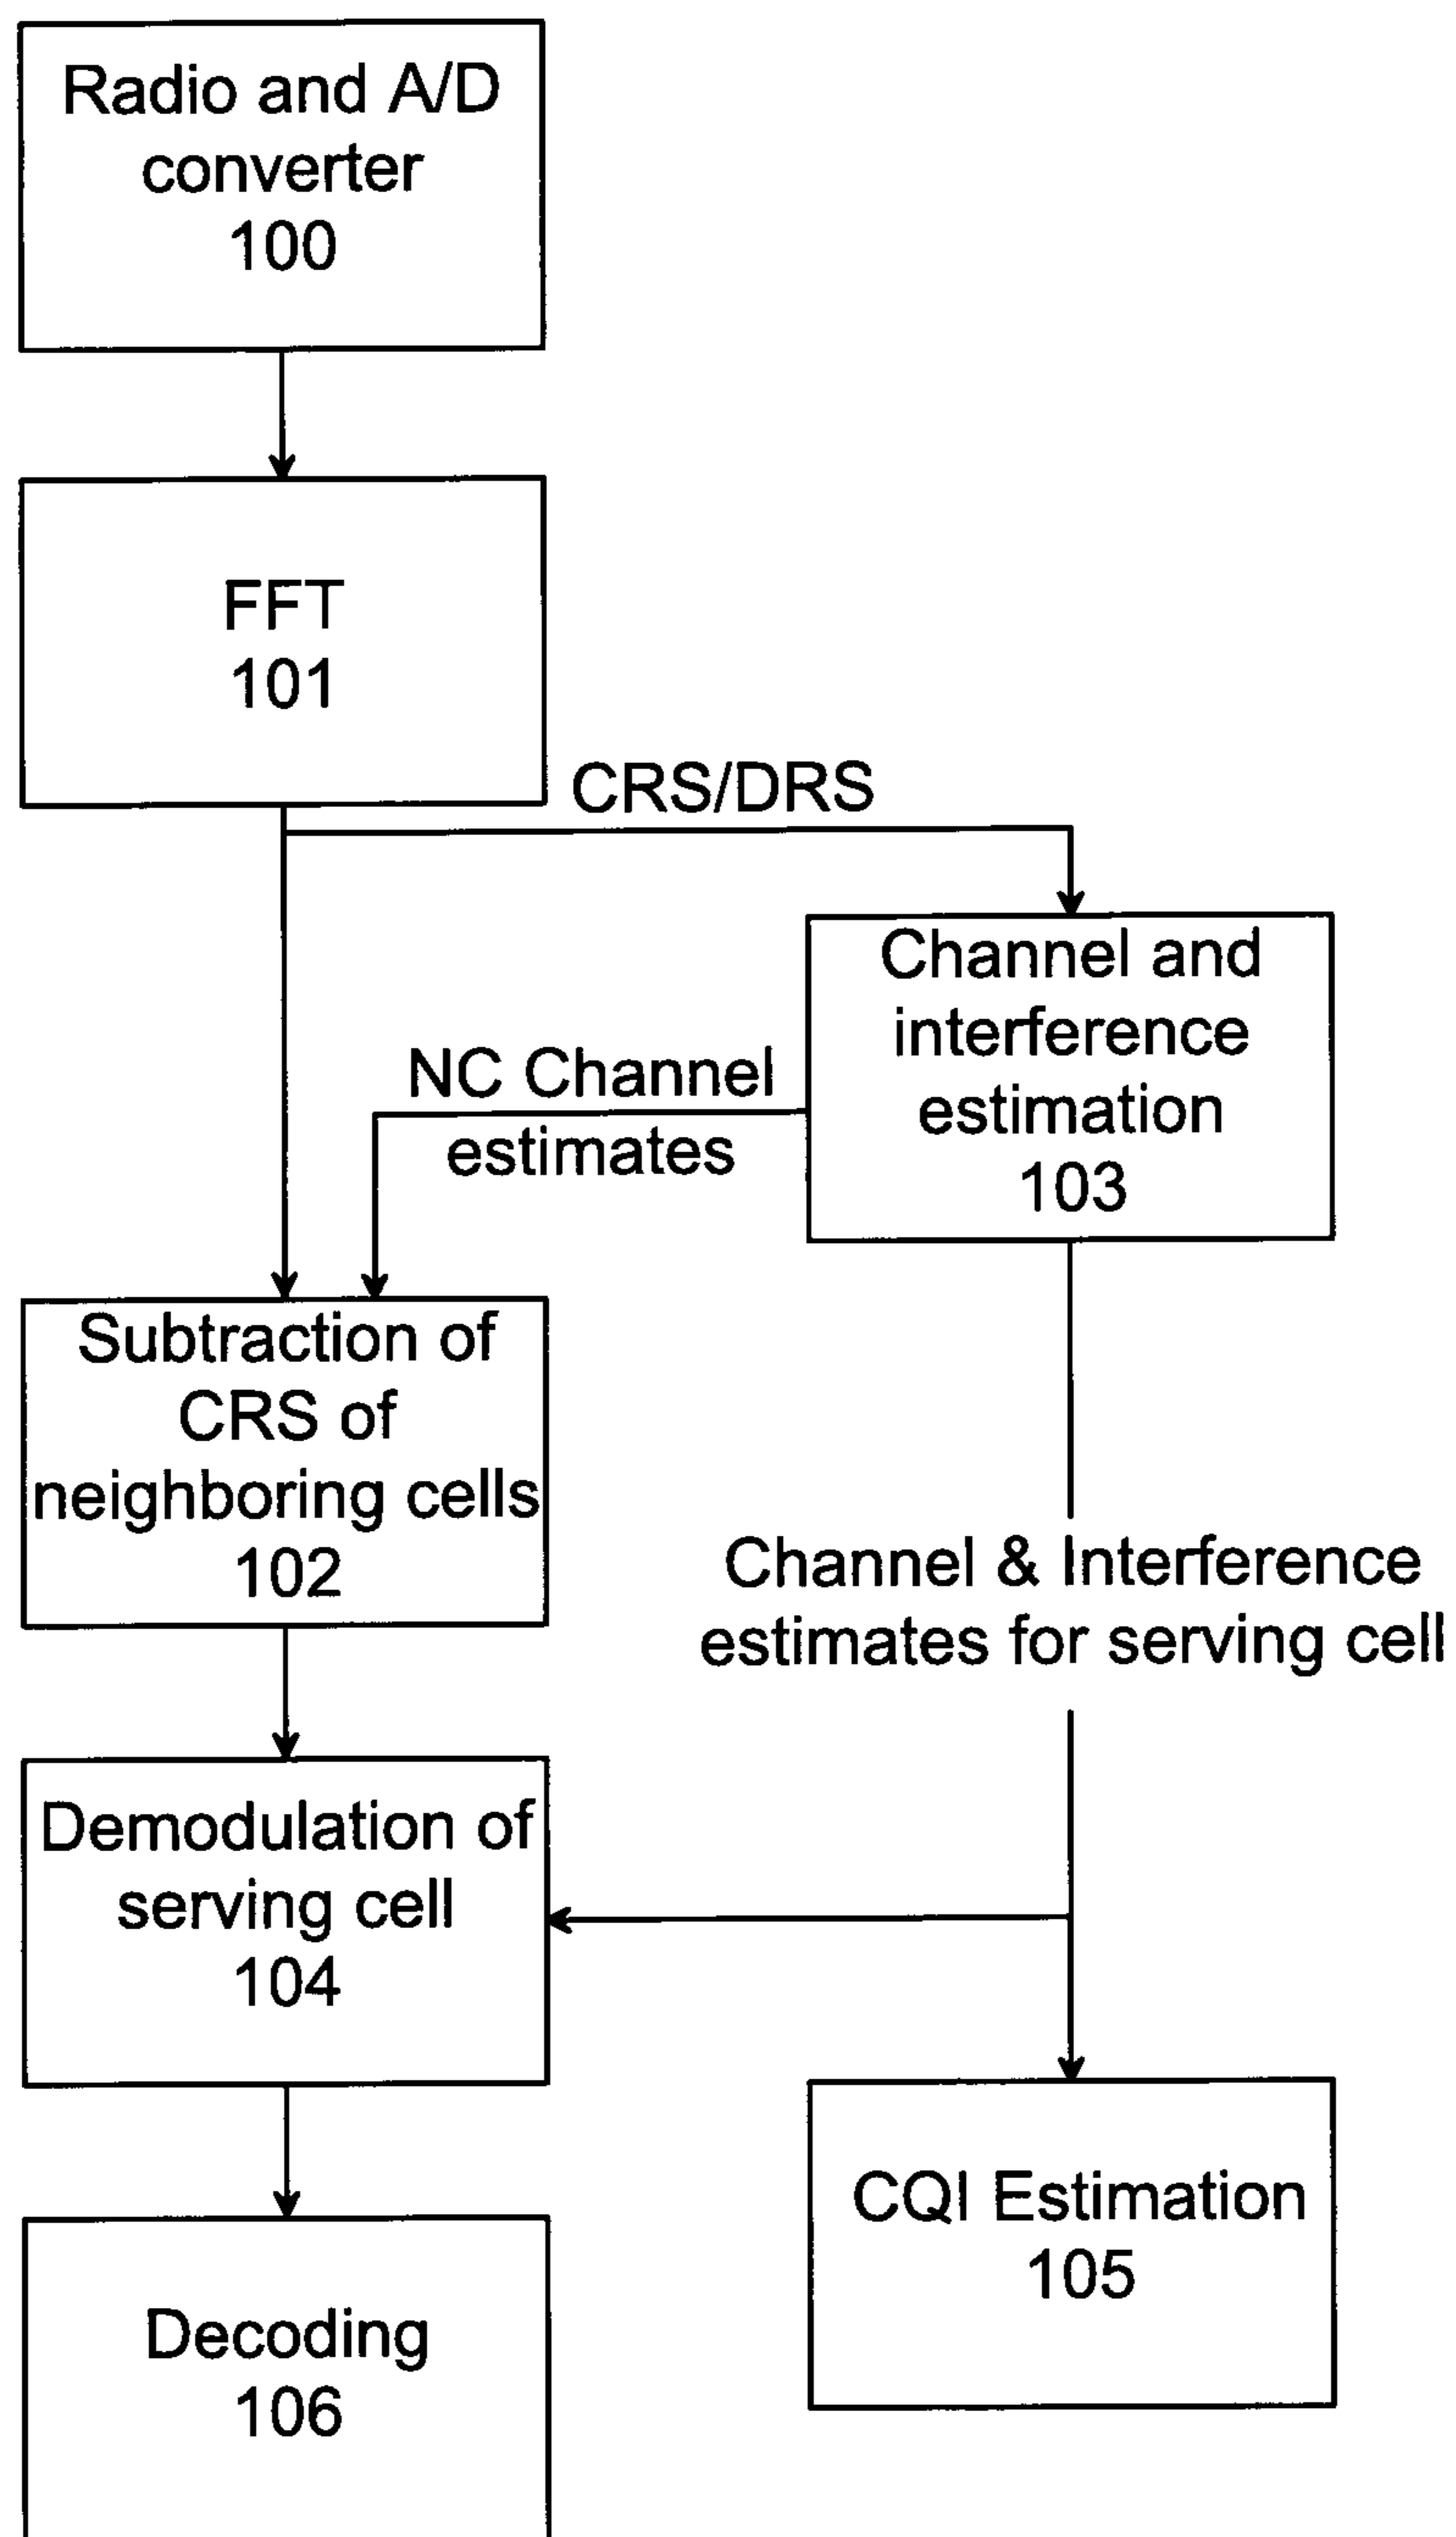 Radio and A/D
converter
100
FFT
101
CRS/DRS
Channel and
interference
estimation
103
NC Channel
estimates
Subtraction of
CRS of
neighboring cells
102
Channel & Interference
estimates for serving cell
Demodulation of
serving cell
104
CQI Estimation
105
Decoding
106